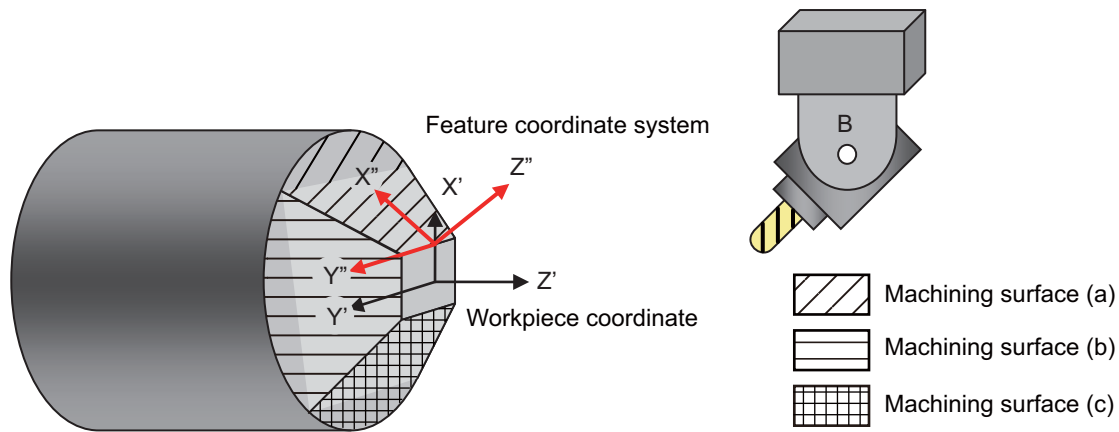 Feature coordinate system
B
X”
X’
Z”
Y”
Z’
Y’
Workpiece coordinate
Machining surface (a)
Machining surface (b)
Machining surface (c)